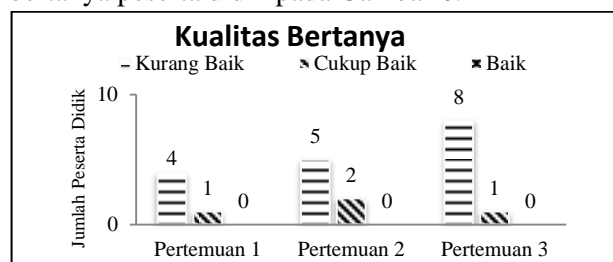 Kualitas Bertanya
Kurang Baik Cukup Baik Baik
Jumlah Peserta Didik
10
0
4 1 0
5 2 0
8 1 0
Pertemuan 1 Pertemuan 2 Pertemuan 3